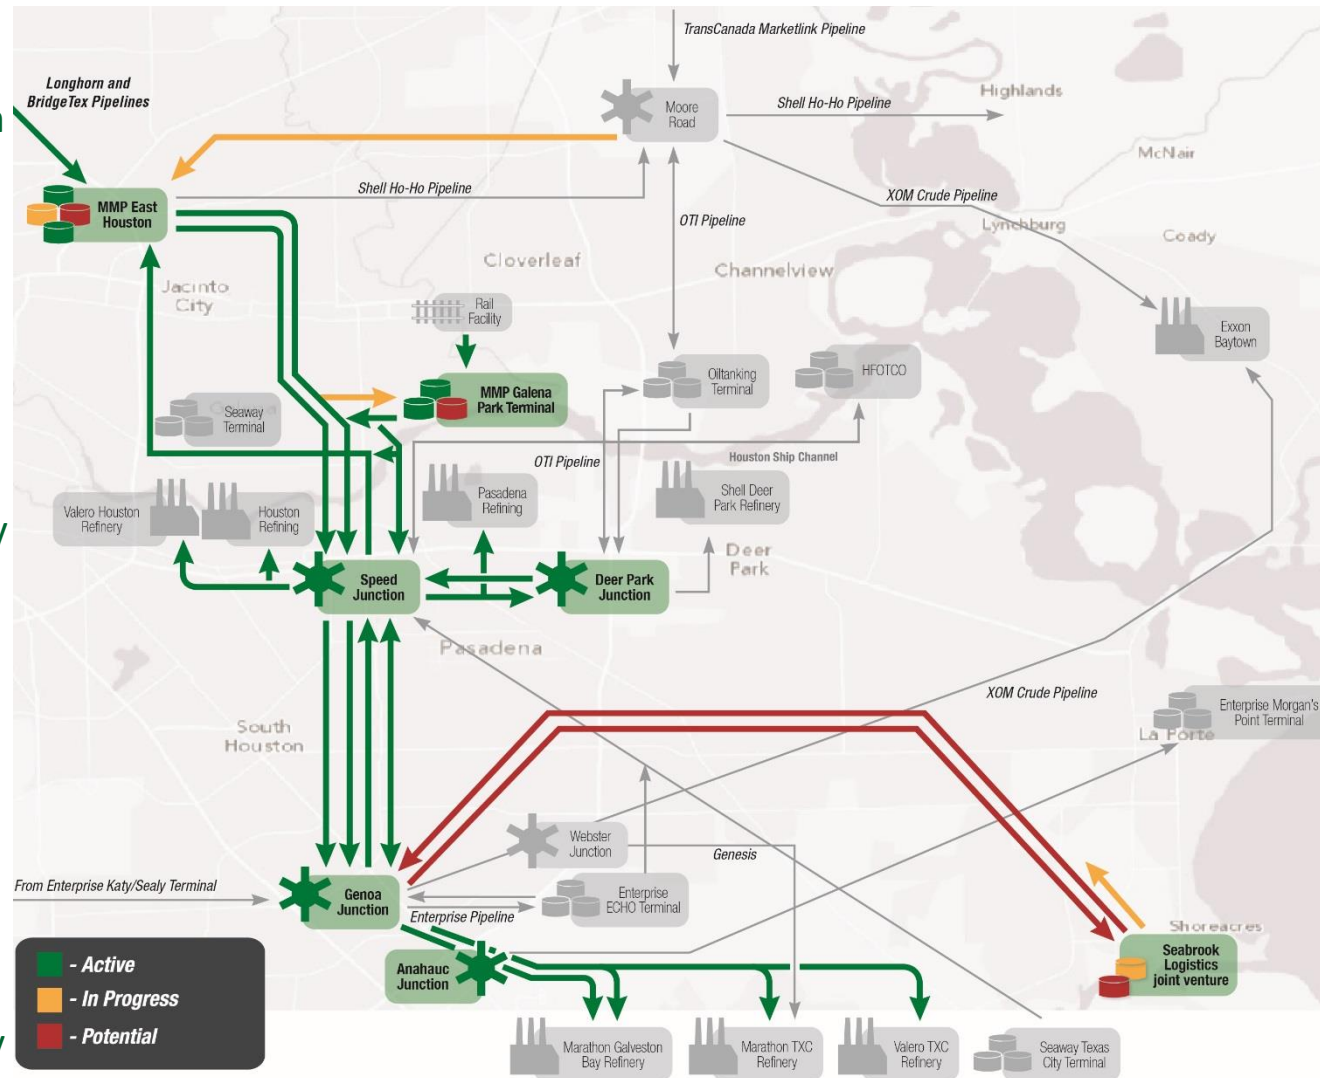 TransCanada Marketlink Pipeline
Longhorn and
BridgeTex Pipelines
Moore
Road
Shell Ho-Ho Pipeline
Highlands
McNair
Shell Ho-Ho Pipeline
XOM Crude Pipeline
MMP East
Houston
OTI Pipeline
Lynchburg
Coady
Cloverleaf
Channelview
Jacinto
City
Rail
Facility
Exxon
Baytown
MMP Galena
Park Terminal
Oiltanking
Terminal
HFOTCO
Seaway
Terminal
OTI Pipeline
Houston Ship Channel
Valero Houston
Refinery
Houston
Refining
Pasadena
Refining
Shell Deer
Park Refinery
Deer
Park
Speed
Junction
Deer Park
Junction
Pasadena
XOM Crude Pipeline
Enterprise Morgan's
Point Terminal
La Porte
South
Houston
Webster
Junction
Genesis
From Enterprise Katy/Sealy Terminal
Genoa
Junction
Enterprise Pipeline
Enterprise
ECHO Terminal
Shoreacres
Seabrook
Logistics
joint venture
Anahauc
Junction
- Active
- In Progress
- Potential
Marathon Galveston
Bay Refinery
Marathon TXC
Refinery
Valero TXC
Refinery
Seaway Texas
City Terminal